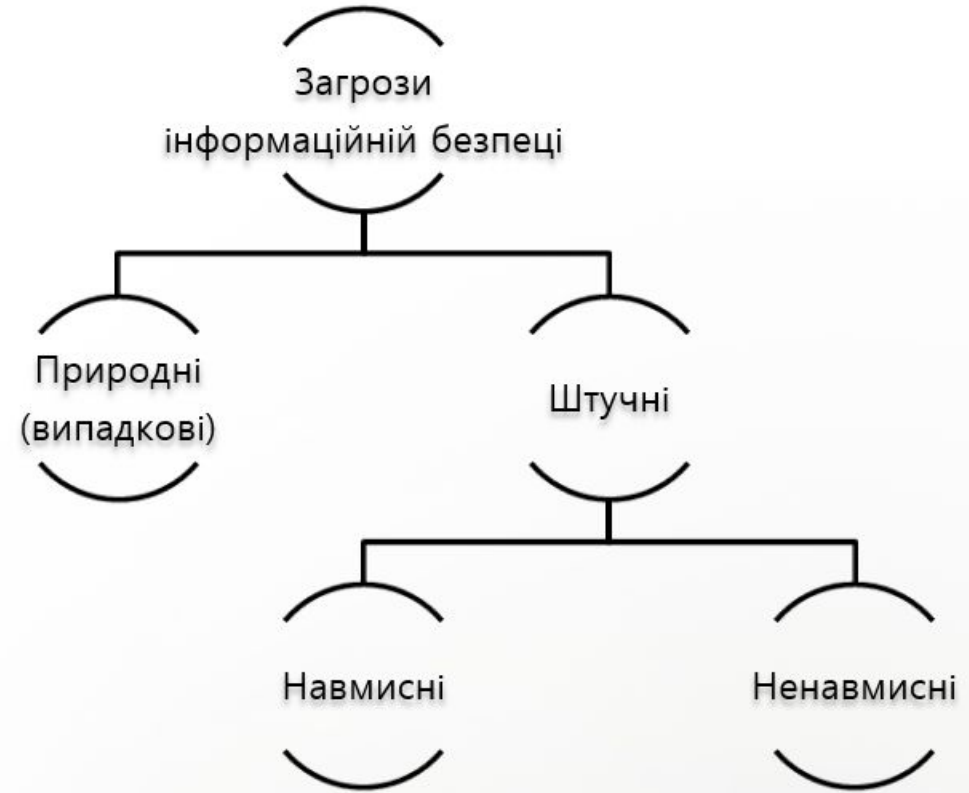 Загрози
інформаційній безпеці
Природні
(випадкові)
Штучні
Навмисні
Ненавмисні